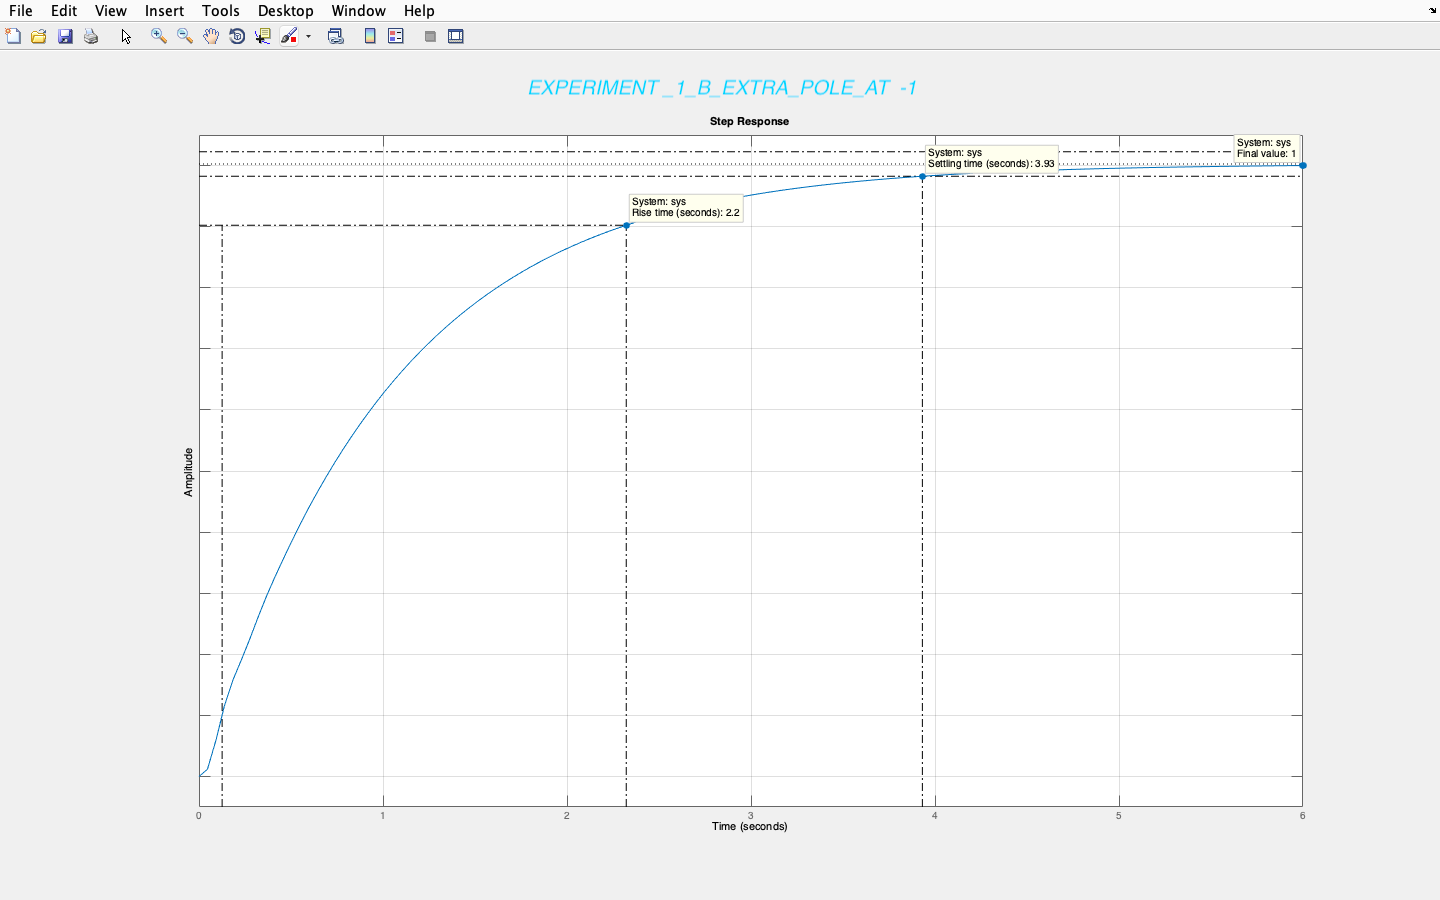 File Edit View Insert Tools Desktop Window Help
EXPERIMENT _1_B_EXTRA_POLE_AT -1
Step Response
System: sys
Final value: 1
System: sys
Settling time (seconds): 3.93
System: sys
Rise time (seconds): 2.2
Amplitude
0 1 2 3 4 5 6
Time (seconds)